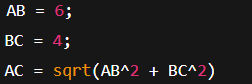 AB = 6;
BC = 4;
AC = sqrt(AB^2 + BC^2)